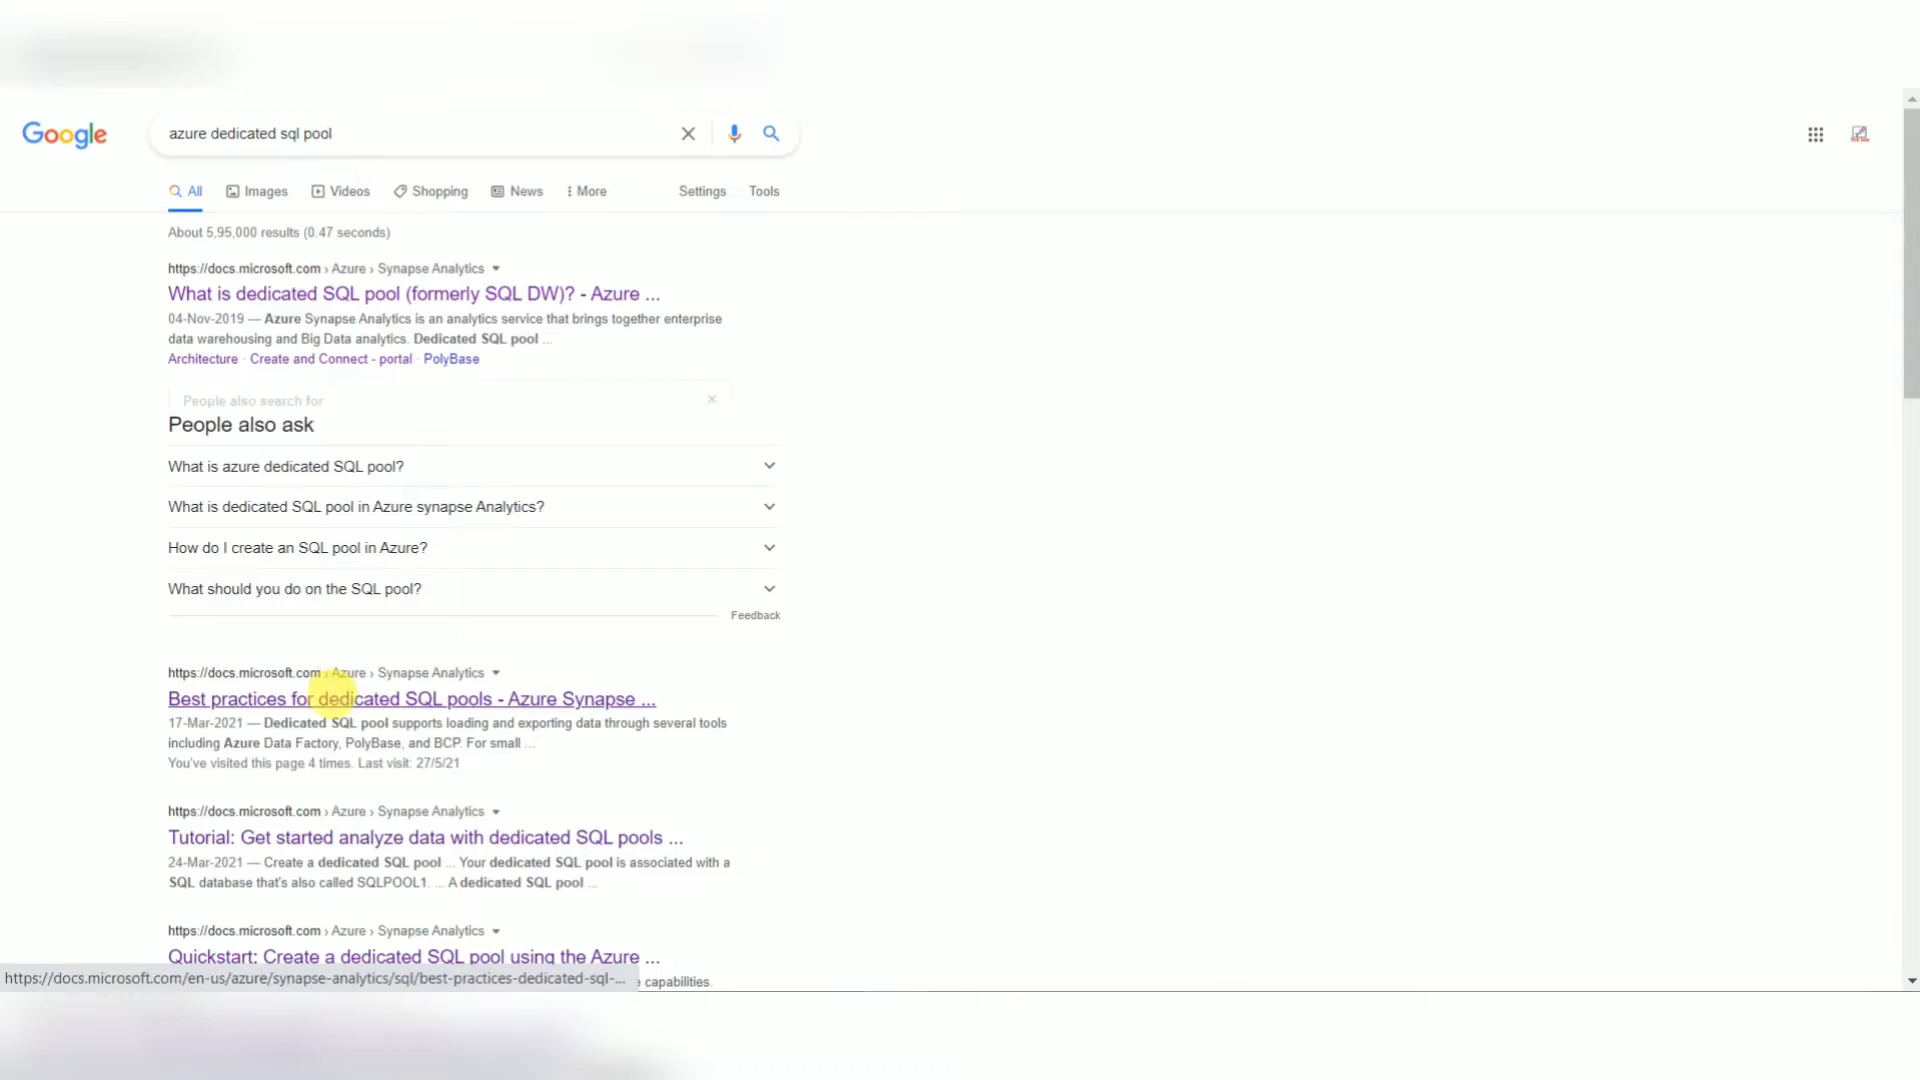 Google
azure dedicated sql pool
All Images Videos Shopping News More Settings Tools
About 5,95,000 results (0.47 seconds)
https://docs.microsoft.com › Azure › Synapse Analytics
What is dedicated SQL pool (formerly SQL DW)? - Azure ...
04-Nov-2019 — Azure Synapse Analytics is an analytics service that brings together enterprise
data warehousing and Big Data analytics. Dedicated SQL pool ...
Architecture · Create and Connect - portal · PolyBase
People also search for
People also ask
What is azure dedicated SQL pool?
What is dedicated SQL pool in Azure synapse Analytics?
How do I create an SQL pool in Azure?
What should you do on the SQL pool?
Feedback
https://docs.microsoft.com › Azure › Synapse Analytics
Best practices for dedicated SQL pools - Azure Synapse ...
17-Mar-2021 — Dedicated SQL pool supports loading and exporting data through several tools
including Azure Data Factory, PolyBase, and BCP. For small ...
You've visited this page 4 times. Last visit: 27/5/21
https://docs.microsoft.com › Azure › Synapse Analytics
Tutorial: Get started analyze data with dedicated SQL pools ...
24-Mar-2021 — Create a dedicated SQL pool ... Your dedicated SQL pool is associated with a
SQL database that's also called SQLPOOL1. ... A dedicated SQL pool ...
https://docs.microsoft.com › Azure › Synapse Analytics
Quickstart: Create a dedicated SQL pool using the Azure ...
https://docs.microsoft.com/en-us/azure/synapse-analytics/sql/best-practices-dedicated-sql-... capabilities.